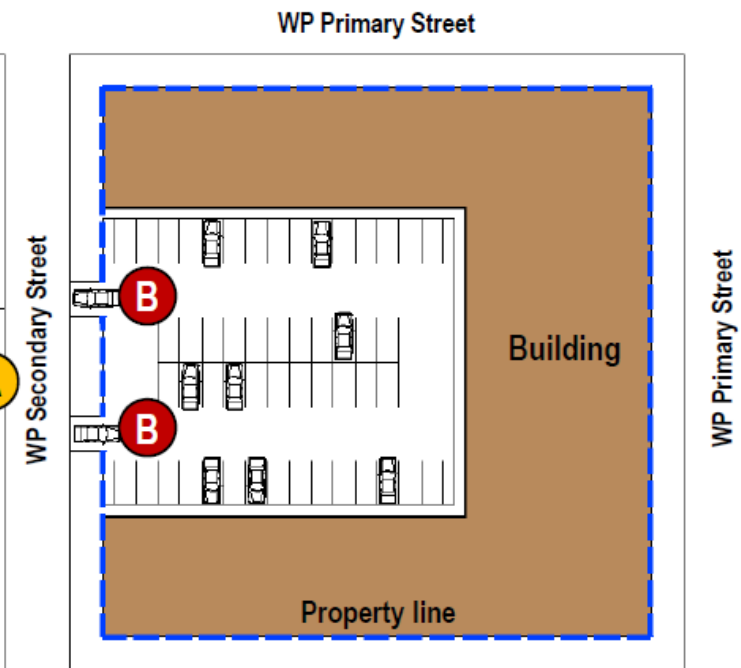 WP Primary Street
WP Secondary Street
B
B
Building
WP Primary Street
Property line